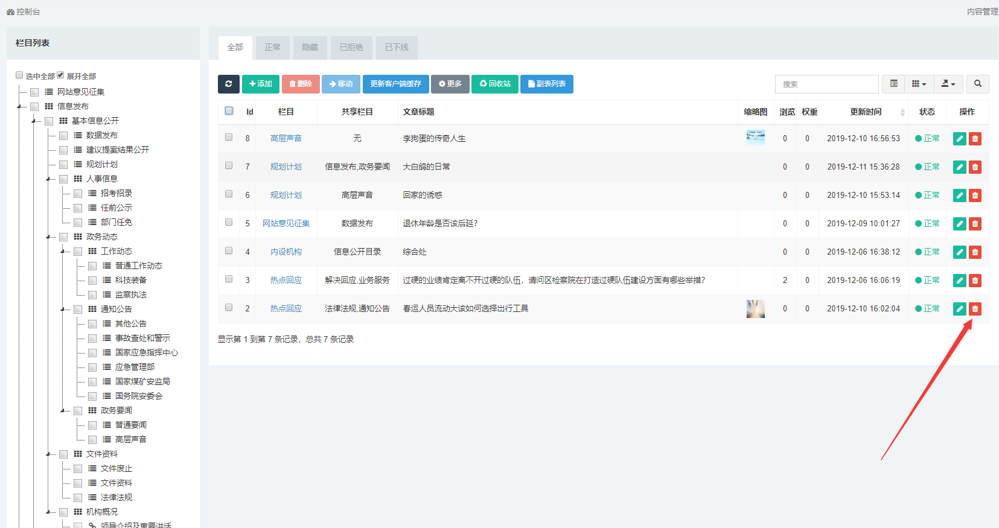 控制台
内容管理
栏目列表
选中全部 展开全部
网站意见征集
信息发布
基本信息公开
数据发布
建议提案结果公开
规划计划
人事信息
招考招录
任前公示
部门任免
政务动态
工作动态
普通工作动态
科技装备
监察执法
通知公告
其他公告
事故查处和警示
国家应急指挥中心
应急管理部
国家煤矿安监局
国务院安委会
政务要闻
普通要闻
高层声音
文件资料
文件废止
文件资料
法律法规
机构概况
领导介绍及重要讲话
全部 正常 隐藏 已拒绝 已下线
添加 删除 移动 更新客户端缓存 更多 回收站 副表列表 搜索
Id 栏目 共享栏目 文章标题 缩略图 浏览 权重 更新时间 状态 操作
8 高层声音 无 李狗蛋的传奇人生 0 0 2019-12-10 16:56:53 正常
7 规划计划 信息发布,政务要闻 大白鸽的日常 0 0 2019-12-11 15:36:28 正常
6 规划计划 高层声音 回家的诱惑 0 0 2019-12-10 15:53:14 正常
5 网站意见征集 数据发布 退休年龄是否该后延? 0 0 2019-12-09 10:01:27 正常
4 内设机构 信息公开目录 综合处 0 0 2019-12-06 16:38:12 正常
3 热点回应 解决回应,业务服务 过硬的业绩肯定离不开过硬的队伍，请问区检察院在打造过硬队伍建设方面有哪些举措? 2 0 2019-12-06 16:06:19 正常
2 热点回应 法律法规,通知公告 春运人员流动大该如何选择出行工具 0 0 2019-12-10 16:02:04 正常
显示第 1 到第 7 条记录，总共 7 条记录